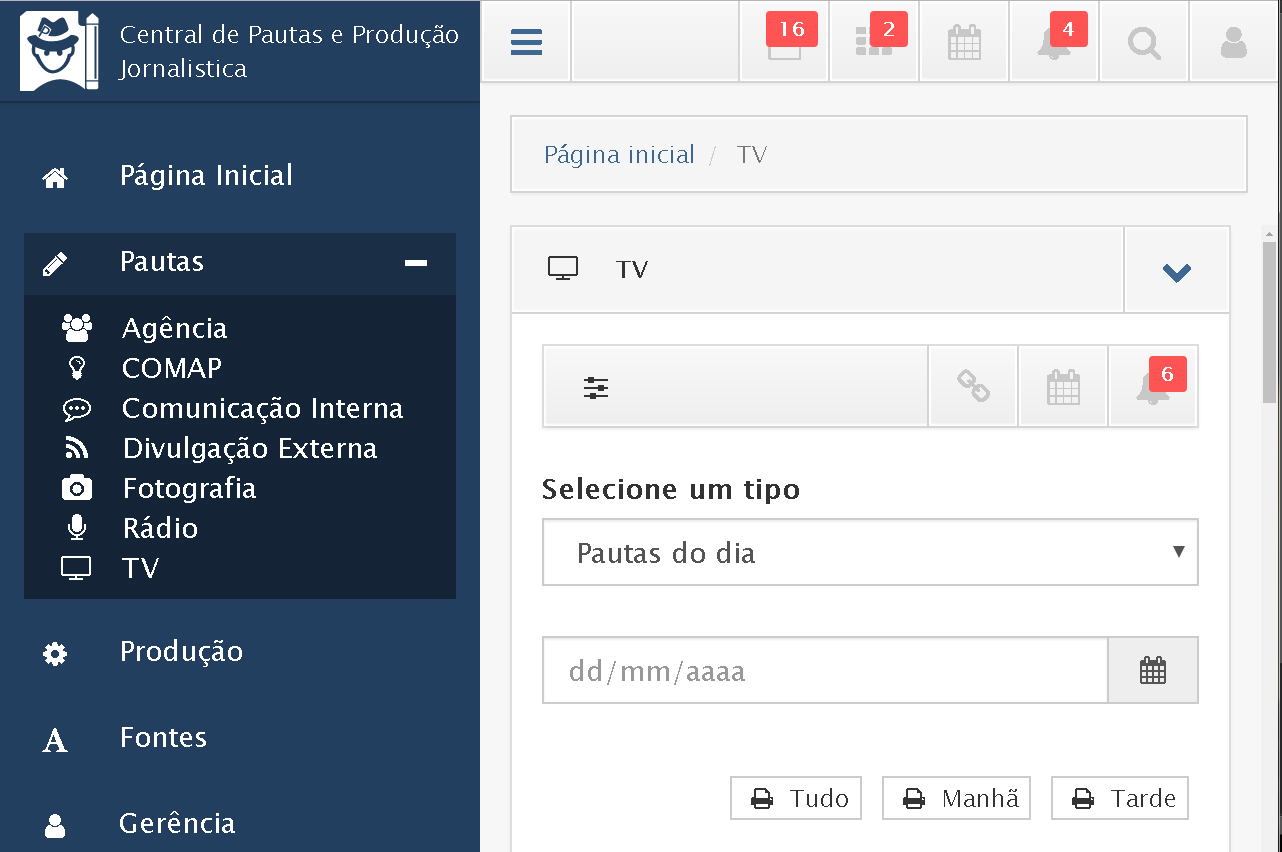 Central de Pautas e Produção
Jornalistica
16
2
4
Página Inicial
Pautas
Agência
COMAP
Comunicação Interna
Divulgação Externa
Fotografia
Rádio
TV
Produção
Fontes
Gerência
Página inicial / TV
TV
6
Selecione um tipo
Pautas do dia
dd/mm/aaaa
Tudo
Manhã
Tarde